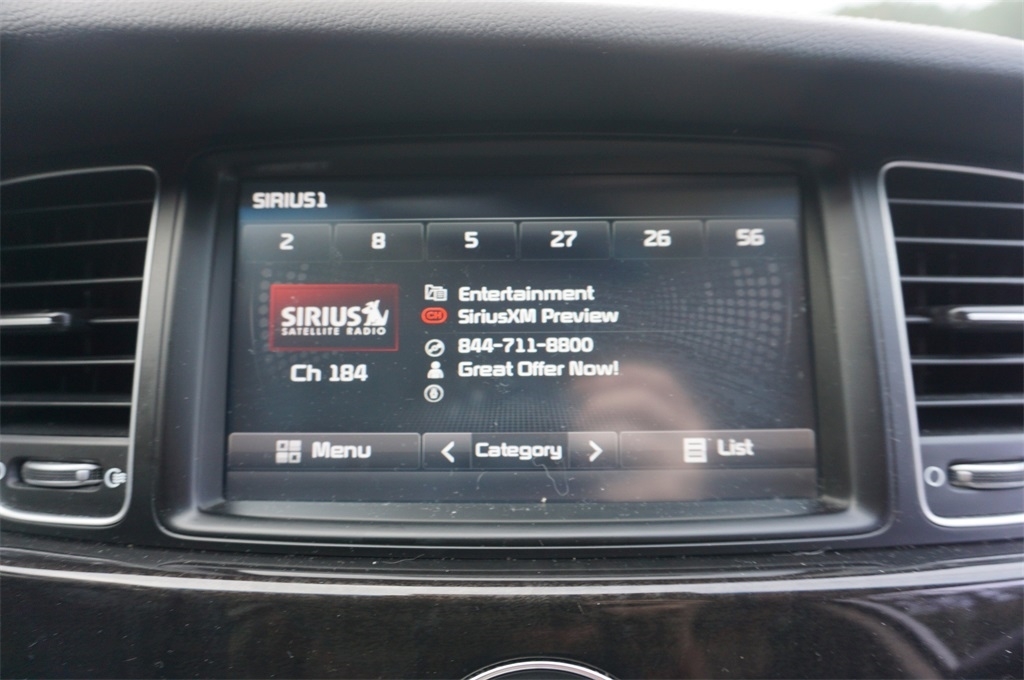 SIRIUS1
2 8 5 27 26 56
SIRIUS
SATELLITE RADIO
Ch 184
Entertainment
CH SiriusXM Preview
844-711-8800
Great Offer Now!
Menu < Category > List